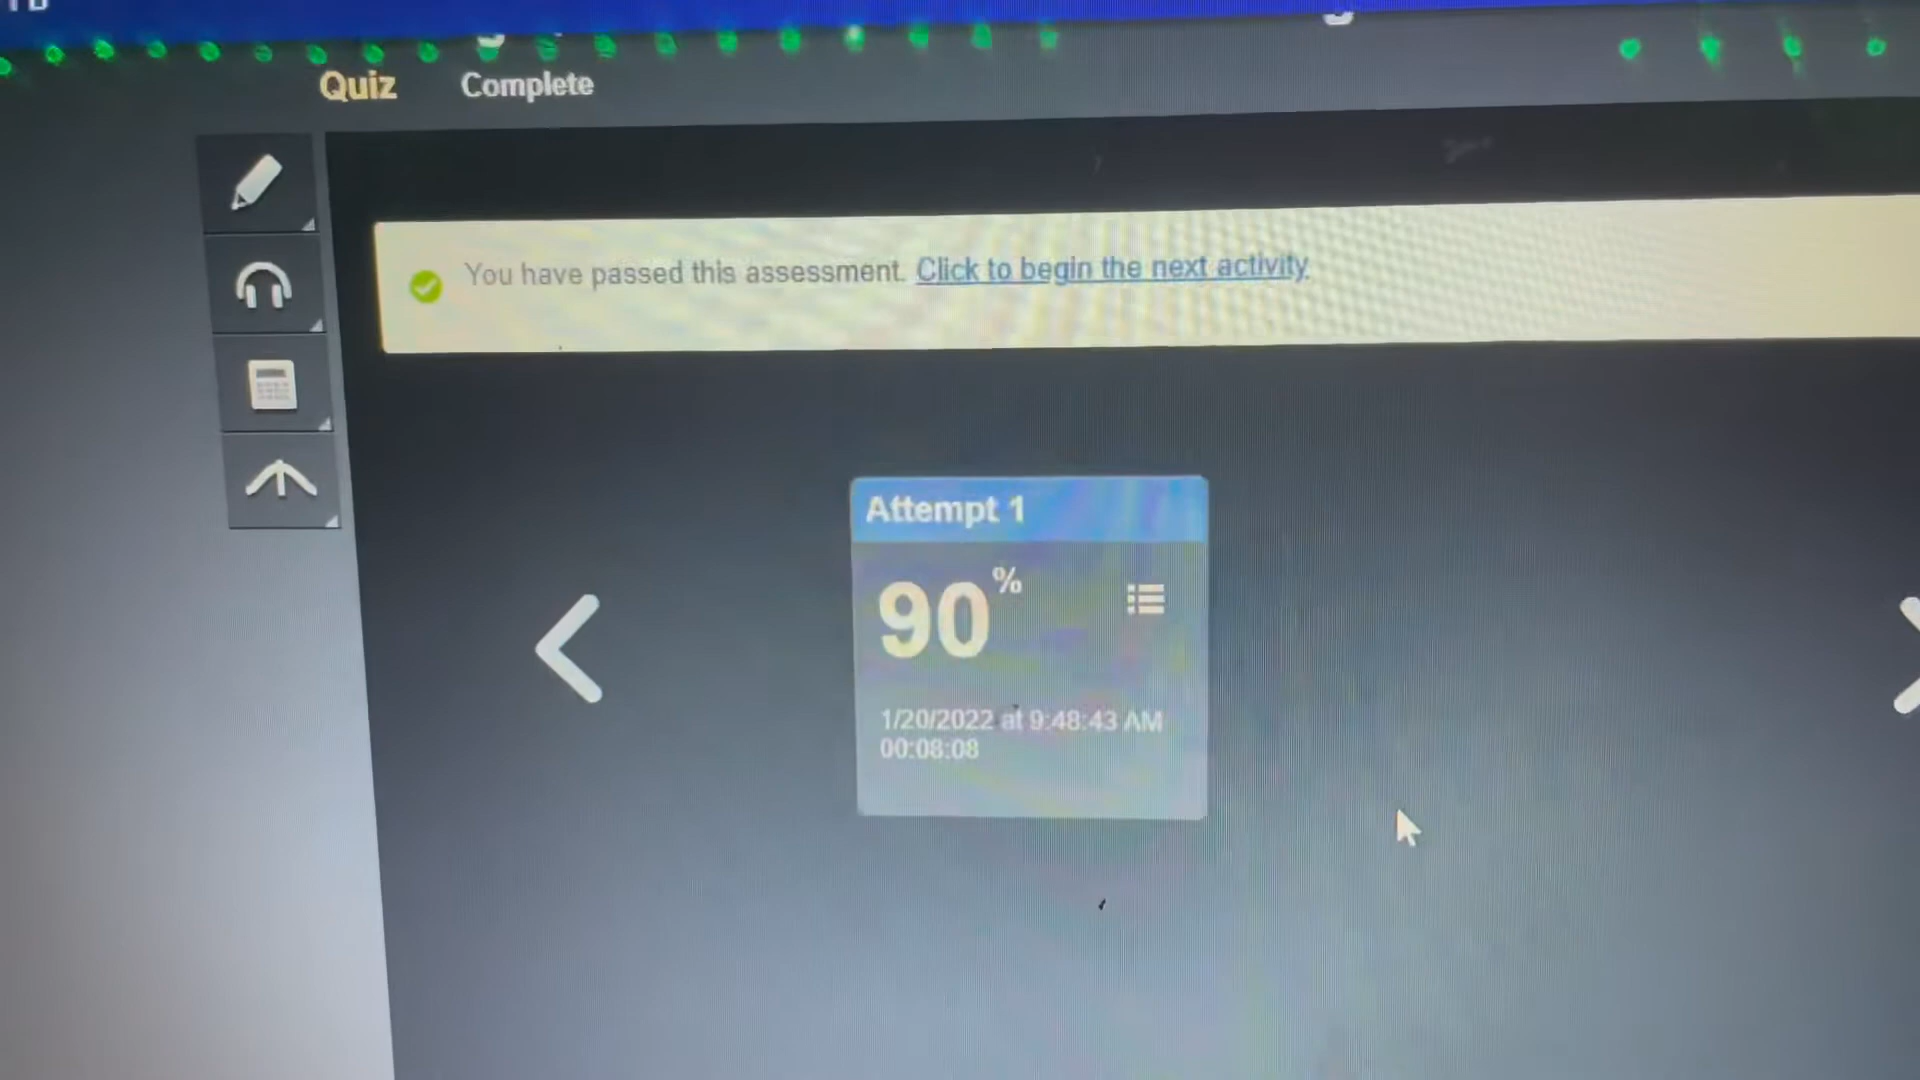 Quiz Complete
You have passed this assessment. Click to begin the next activity.
Attempt 1
90%
1/20/2022 at 9:48:43 AM
00:08:08